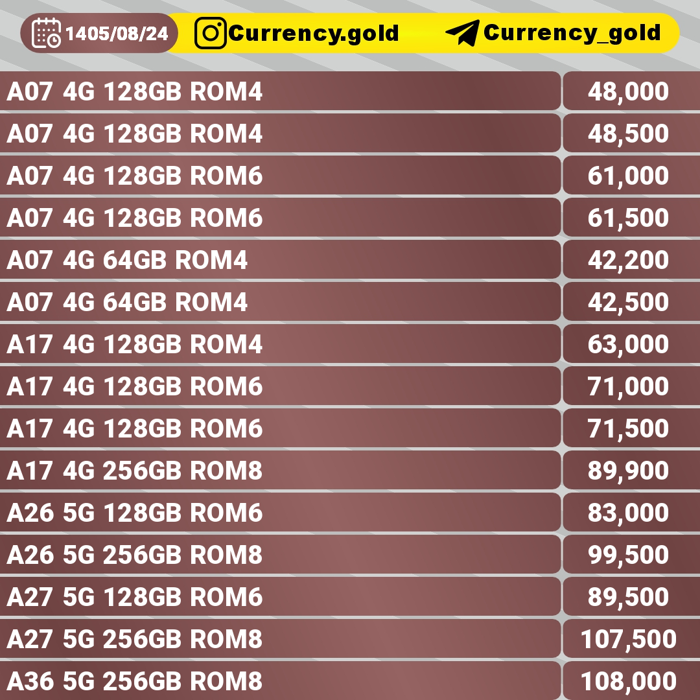 1405/08/24 Currency.gold Currency_gold
A07 4G 128GB ROM4 48,000
A07 4G 128GB ROM4 48,500
A07 4G 128GB ROM6 61,000
A07 4G 128GB ROM6 61,500
A07 4G 64GB ROM4 42,200
A07 4G 64GB ROM4 42,500
A17 4G 128GB ROM4 63,000
A17 4G 128GB ROM6 71,000
A17 4G 128GB ROM6 71,500
A17 4G 256GB ROM8 89,900
A26 5G 128GB ROM6 83,000
A26 5G 256GB ROM8 99,500
A27 5G 128GB ROM6 89,500
A27 5G 256GB ROM8 107,500
A36 5G 256GB ROM8 108,000